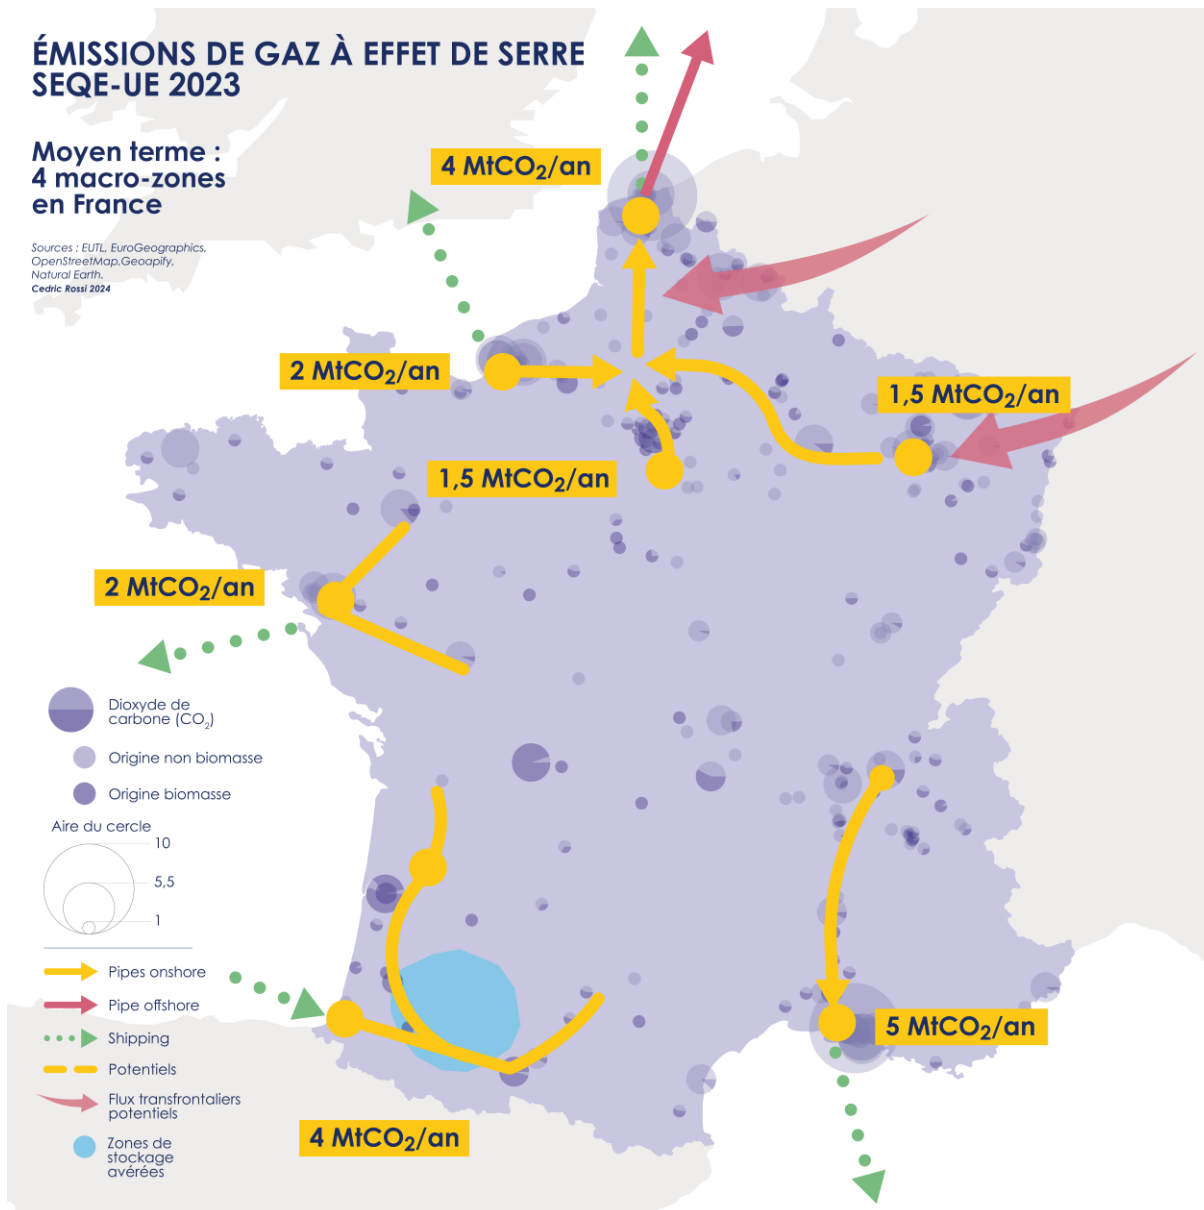 ÉMISSIONS DE GAZ À EFFET DE SERRE
SEQE-UE 2023
Moyen terme :
4 macro-zones
en France
Sources : EUTL, EuroGeographics,
OpenStreetMap,Geoapify,
Natural Earth.
Cedric Rossi 2024
4 MtCO₂/an
2 MtCO₂/an
1,5 MtCO₂/an
1,5 MtCO₂/an
2 MtCO₂/an
5 MtCO₂/an
4 MtCO₂/an
Dioxyde de
carbone (CO₂)
Origine non biomasse
Origine biomasse
Aire du cercle
10
5,5
1
Pipes onshore
Pipe offshore
Shipping
Potentiels
Flux transfrontaliers
potentiels
Zones de
stockage
avérées